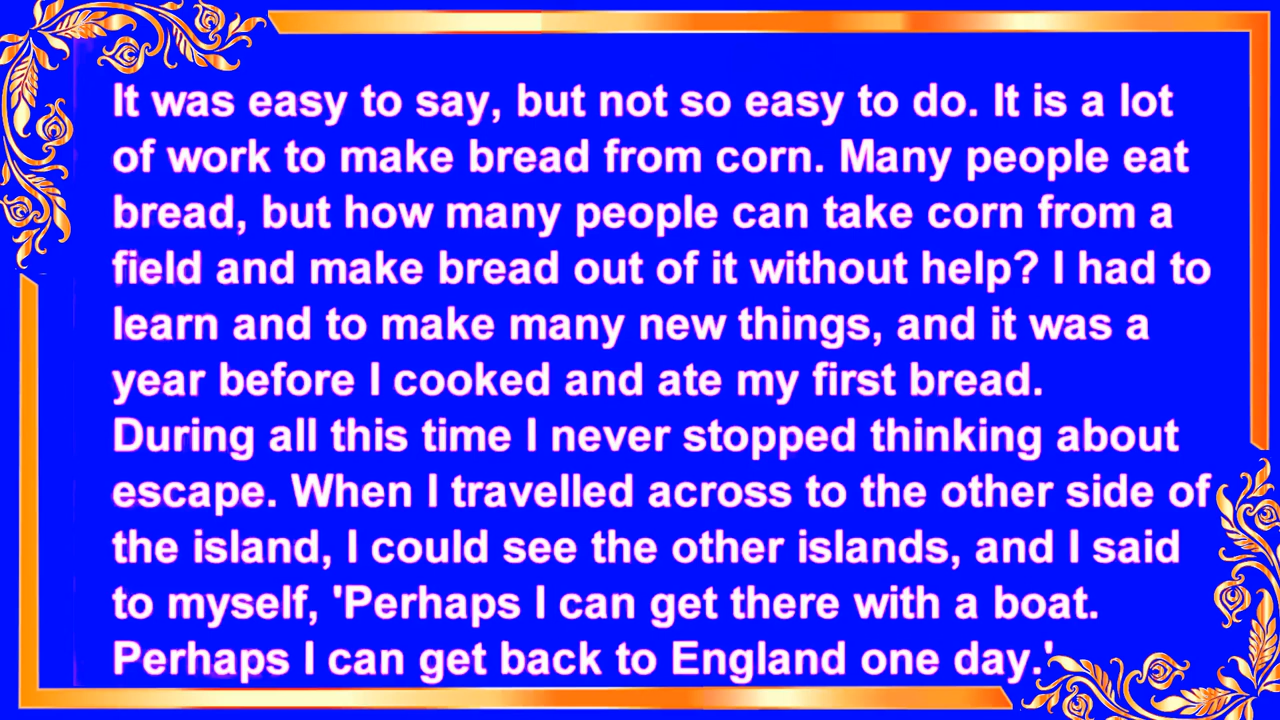 It was easy to say, but not so easy to do. It is a lot
of work to make bread from corn. Many people eat
bread, but how many people can take corn from a
field and make bread out of it without help? I had to
learn and to make many new things, and it was a
year before I cooked and ate my first bread.
During all this time I never stopped thinking about
escape. When I travelled across to the other side of
the island, I could see the other islands, and I said
to myself, 'Perhaps I can get there with a boat.
Perhaps I can get back to England one day.'